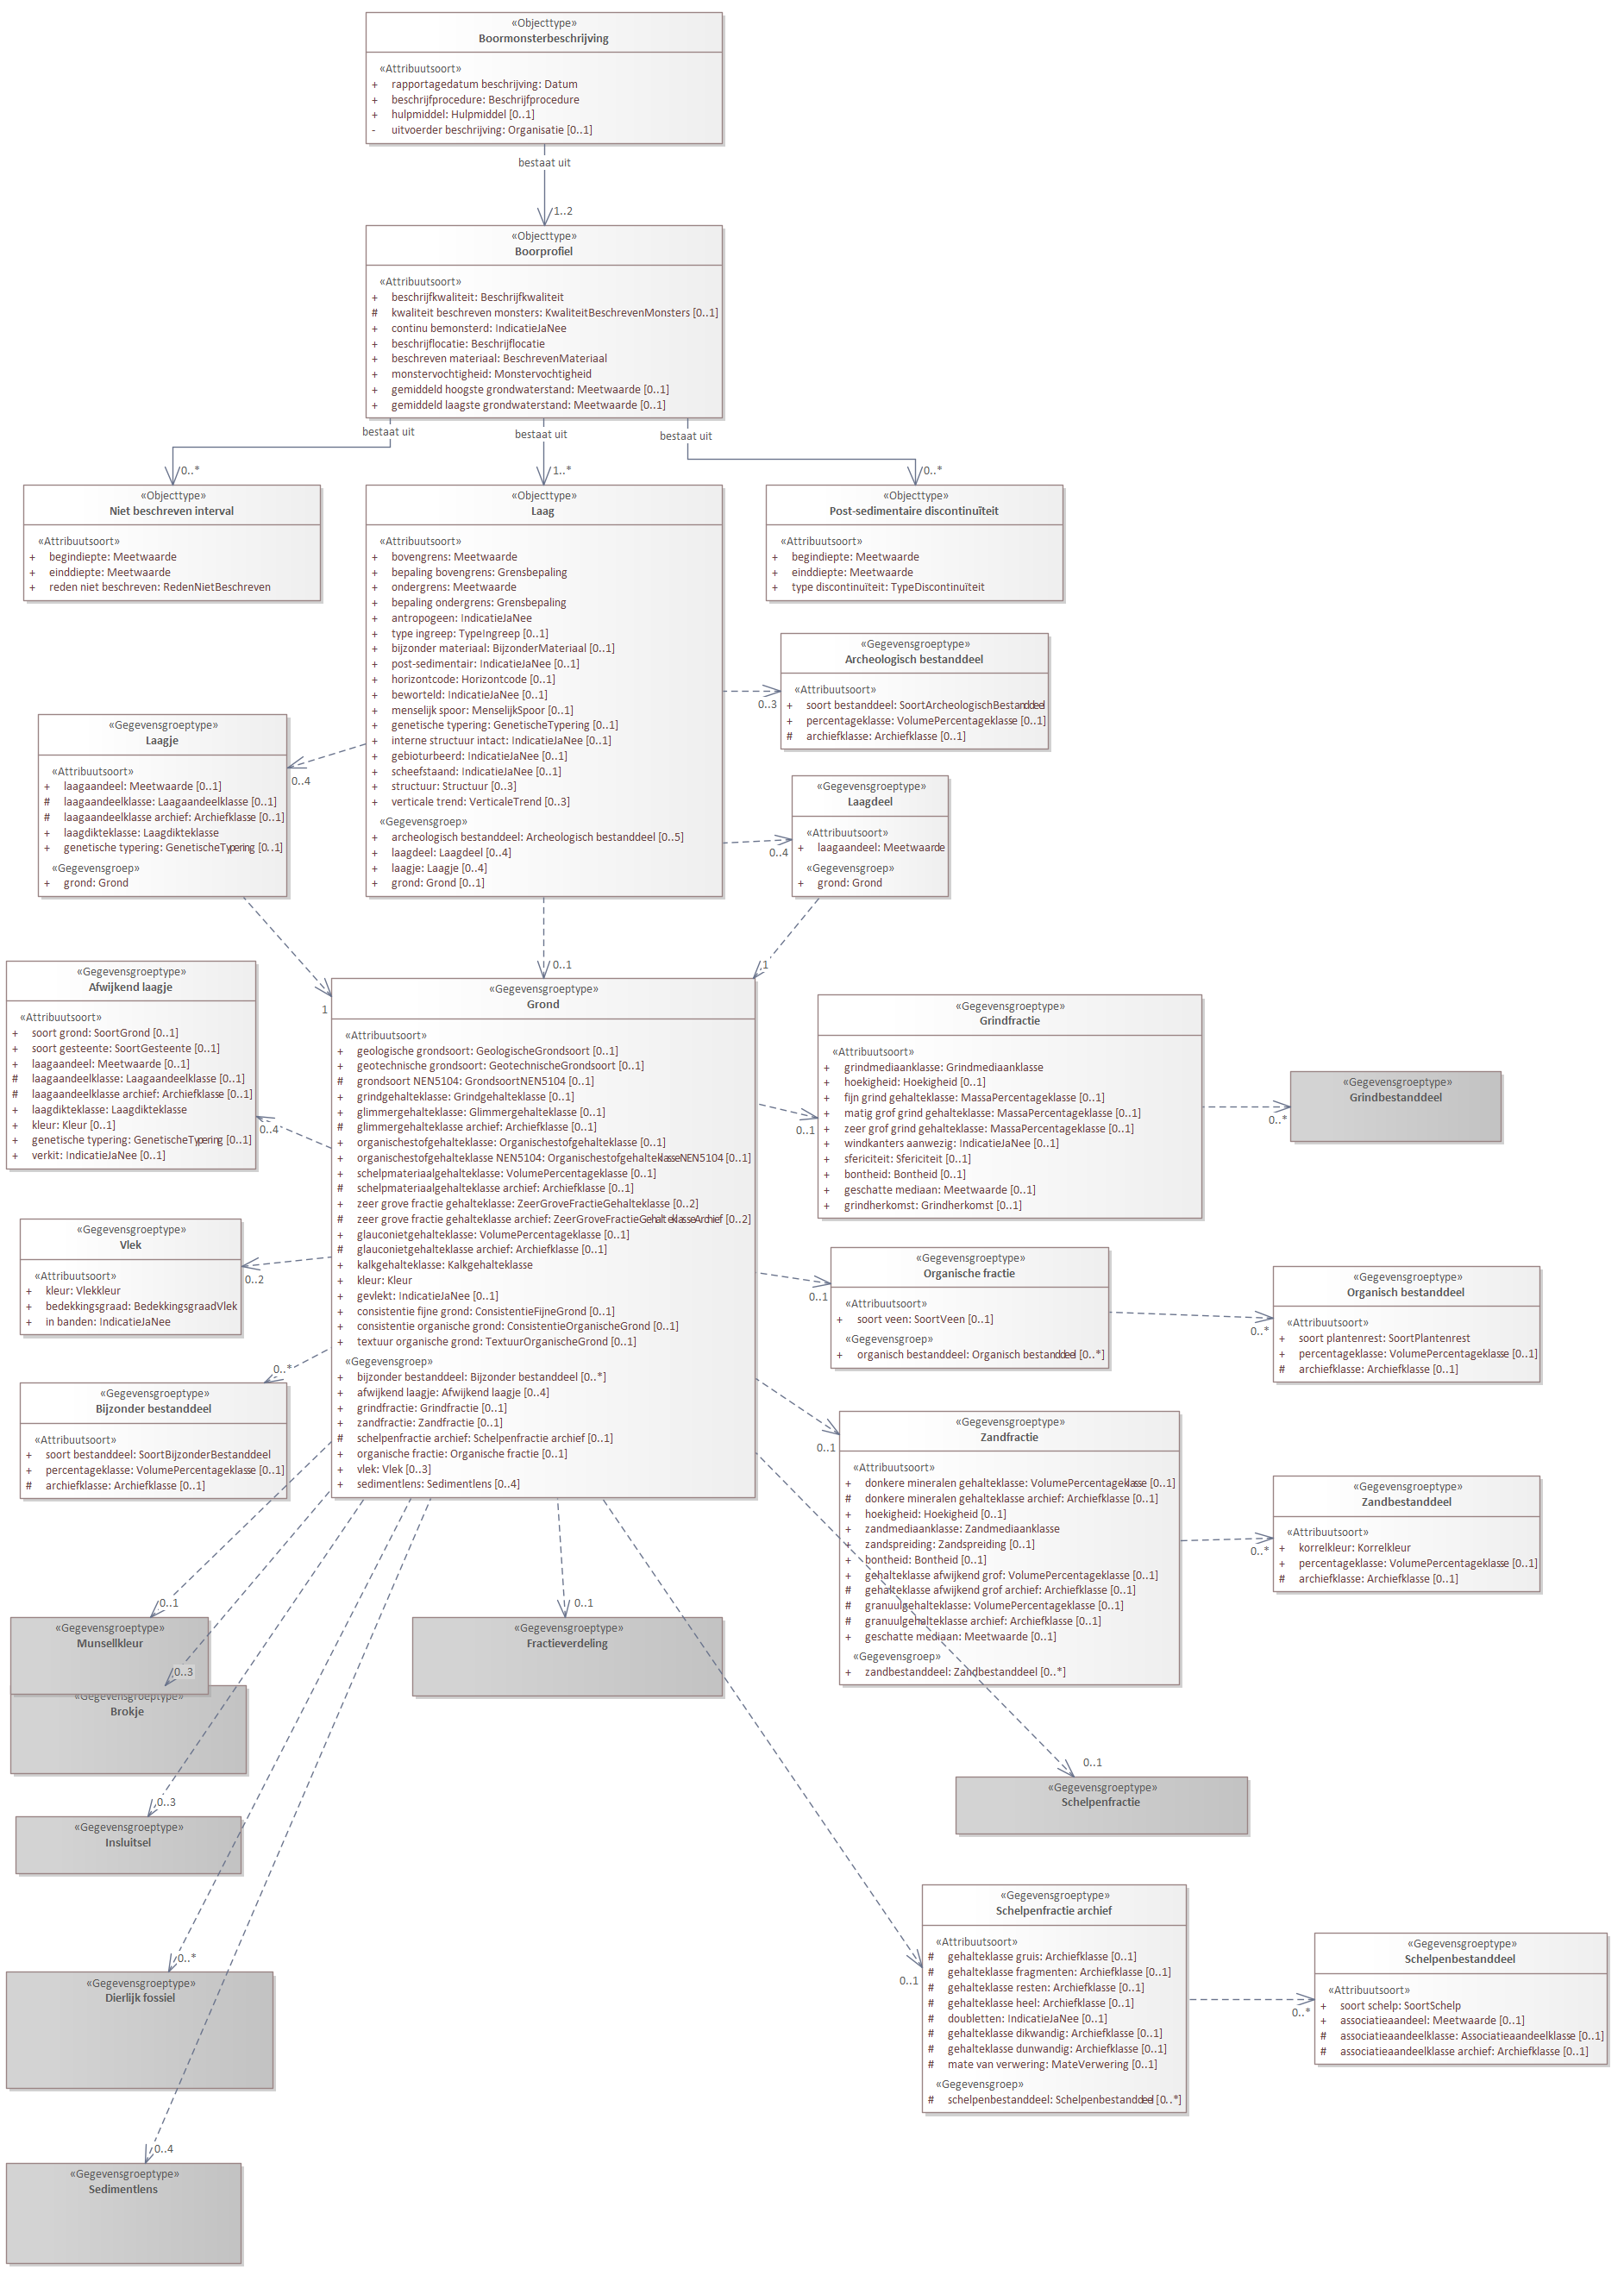 «Objecttype»
Boormonsterbeschrijving
«Attribuutsoort»
+ rapportagedatum beschrijving: Datum
+ beschrijfprocedure: Beschrijfprocedure
+ hulpmiddel: Hulpmiddel [0..1]
- uitvoerder beschrijving: Organisatie [0..1]
bestaat uit
1..2
«Objecttype»
Boorprofiel
«Attribuutsoort»
+ beschrijfkwaliteit: Beschrijfkwaliteit
# kwaliteit beschreven monsters: KwaliteitBeschrevenMonsters [0..1]
+ continu bemonsterd: IndicatieJaNee
+ beschrijflocatie: Beschrijflocatie
+ beschreven materiaal: BeschrevenMateriaal
+ monstervochtigheid: Monstervochtigheid
+ gemiddeld hoogste grondwaterstand: Meetwaarde [0..1]
+ gemiddeld laagste grondwaterstand: Meetwaarde [0..1]
bestaat uit
bestaat uit
bestaat uit
0..*
1..*
0..*
«Objecttype»
Niet beschreven interval
«Attribuutsoort»
+ begindiepte: Meetwaarde
+ einddiepte: Meetwaarde
+ reden niet beschreven: RedenNietBeschreven
«Objecttype»
Laag
«Attribuutsoort»
+ bovengrens: Meetwaarde
+ bepaling bovengrens: Grensbepaling
+ ondergrens: Meetwaarde
+ bepaling ondergrens: Grensbepaling
+ antropogeen: IndicatieJaNee
+ type ingreep: TypeIngreep [0..1]
+ bijzonder materiaal: BijzonderMateriaal [0..1]
+ post-sedimentair: IndicatieJaNee [0..1]
+ horizontcode: Horizontcode [0..1]
+ beworteld: IndicatieJaNee [0..1]
+ menselijk spoor: MenselijkSpoor [0..1]
+ genetische typering: GenetischeTypering [0..1]
+ interne structuur intact: IndicatieJaNee [0..1]
+ gebioturbeerd: IndicatieJaNee [0..1]
+ scheefstaand: IndicatieJaNee [0..1]
+ structuur: Structuur [0..3]
+ verticale trend: VerticaleTrend [0..3]
«Gegevensgroep»
+ archeologisch bestanddeel: Archeologisch bestanddeel [0..5]
+ laagdeel: Laagdeel [0..4]
+ laagje: Laagje [0..4]
+ grond: Grond [0..1]
«Objecttype»
Post-sedimentaire discontinuïteit
«Attribuutsoort»
+ begindiepte: Meetwaarde
+ einddiepte: Meetwaarde
+ type discontinuïteit: TypeDiscontinuïteit
0..3
«Gegevensgroeptype»
Archeologisch bestanddeel
«Attribuutsoort»
+ soort bestanddeel: SoortArcheologischBestanddeel
+ percentageklasse: VolumePercentageklasse [0..1]
# archiefklasse: Archiefklasse [0..1]
0..4
«Gegevensgroeptype»
Laagje
«Attribuutsoort»
+ laagaandeel: Meetwaarde [0..1]
# laagaandeelklasse: Laagaandeelklasse [0..1]
# laagaandeelklasse archief: Archiefklasse [0..1]
+ laagdikteklasse: Laagdikteklasse
+ genetische typering: GenetischeTypering [0..1]
«Gegevensgroep»
+ grond: Grond
0..4
«Gegevensgroeptype»
Laagdeel
«Attribuutsoort»
+ laagaandeel: Meetwaarde
«Gegevensgroep»
+ grond: Grond
1
0..1
1
«Gegevensgroeptype»
Afwijkend laagje
«Attribuutsoort»
+ soort grond: SoortGrond [0..1]
+ soort gesteente: SoortGesteente [0..1]
+ laagaandeel: Meetwaarde [0..1]
# laagaandeelklasse: Laagaandeelklasse [0..1]
# laagaandeelklasse archief: Archiefklasse [0..1]
+ laagdikteklasse: Laagdikteklasse
+ kleur: Kleur [0..1]
+ genetische typering: GenetischeTypering [0..1]
+ verkit: IndicatieJaNee [0..1]
0..4
«Gegevensgroeptype»
Grond
«Attribuutsoort»
+ geologische grondsoort: GeologischeGrondsoort [0..1]
+ geotechnische grondsoort: GeotechnischeGrondsoort [0..1]
# grondsoort NEN5104: GrondsoortNEN5104 [0..1]
+ grindgehalteklasse: Grindgehalteklasse [0..1]
+ glimmergehalteklasse: Glimmergehalteklasse [0..1]
# glimmergehalteklasse archief: Archiefklasse [0..1]
+ organischestofgehalteklasse: Organischestofgehalteklasse [0..1]
+ organischestofgehalteklasse NEN5104: OrganischestofgehalteklasseNEN5104 [0..1]
+ schelpmateriaalgehalteklasse: VolumePercentageklasse [0..1]
# schelpmateriaalgehalteklasse archief: Archiefklasse [0..1]
+ zeer grove fractie gehalteklasse: ZeerGroveFractieGehalteklasse [0..2]
# zeer grove fractie gehalteklasse archief: ZeerGroveFractieGehalteklasseArchief [0..2]
+ glauconietgehalteklasse: VolumePercentageklasse [0..1]
# glauconietgehalteklasse archief: Archiefklasse [0..1]
+ kalkgehalteklasse: Kalkgehalteklasse
+ kleur: Kleur
+ gevlekt: IndicatieJaNee [0..1]
+ consistentie fijne grond: ConsistentieFijneGrond [0..1]
+ consistentie organische grond: ConsistentieOrganischeGrond [0..1]
+ textuur organische grond: TextuurOrganischeGrond [0..1]
«Gegevensgroep»
+ bijzonder bestanddeel: Bijzonder bestanddeel [0..*]
+ afwijkend laagje: Afwijkend laagje [0..4]
+ grindfractie: Grindfractie [0..1]
+ zandfractie: Zandfractie [0..1]
# schelpenfractie archief: Schelpenfractie archief [0..1]
+ organische fractie: Organische fractie [0..1]
+ vlek: Vlek [0..3]
+ sedimentlens: Sedimentlens [0..4]
0..1
«Gegevensgroeptype»
Grindfractie
«Attribuutsoort»
+ grindmediaanklasse: Grindmediaanklasse
+ hoekigheid: Hoekigheid [0..1]
+ fijn grind gehalteklasse: MassaPercentageklasse [0..1]
+ matig grof grind gehalteklasse: MassaPercentageklasse [0..1]
+ zeer grof grind gehalteklasse: MassaPercentageklasse [0..1]
+ windkanters aanwezig: IndicatieJaNee [0..1]
+ sfericiteit: Sfericiteit [0..1]
+ bontheid: Bontheid [0..1]
+ geschatte mediaan: Meetwaarde [0..1]
+ grindherkomst: Grindherkomst [0..1]
0..*
«Gegevensgroeptype»
Grindbestanddeel
«Gegevensgroeptype»
Vlek
«Attribuutsoort»
+ kleur: Vlekkleur
+ bedekkingsgraad: BedekkingsgraadVlek
+ in banden: IndicatieJaNee
0..2
0..1
«Gegevensgroeptype»
Organische fractie
«Attribuutsoort»
+ soort veen: SoortVeen [0..1]
«Gegevensgroep»
+ organisch bestanddeel: Organisch bestanddeel [0..*]
0..*
«Gegevensgroeptype»
Organisch bestanddeel
«Attribuutsoort»
+ soort plantenrest: SoortPlantenrest
+ percentageklasse: VolumePercentageklasse [0..1]
# archiefklasse: Archiefklasse [0..1]
0..*
«Gegevensgroeptype»
Bijzonder bestanddeel
«Attribuutsoort»
+ soort bestanddeel: SoortBijzonderBestanddeel
+ percentageklasse: VolumePercentageklasse [0..1]
# archiefklasse: Archiefklasse [0..1]
0..1
«Gegevensgroeptype»
Zandfractie
«Attribuutsoort»
+ donkere mineralen gehalteklasse: VolumePercentageklasse [0..1]
# donkere mineralen gehalteklasse archief: Archiefklasse [0..1]
+ hoekigheid: Hoekigheid [0..1]
+ zandmediaanklasse: Zandmediaanklasse
+ zandspreiding: Zandspreiding [0..1]
+ bontheid: Bontheid [0..1]
+ gehalteklasse afwijkend grof: VolumePercentageklasse [0..1]
# gehalteklasse afwijkend grof archief: Archiefklasse [0..1]
# granuulgehalteklasse: VolumePercentageklasse [0..1]
# granuulgehalteklasse archief: Archiefklasse [0..1]
+ geschatte mediaan: Meetwaarde [0..1]
«Gegevensgroep»
+ zandbestanddeel: Zandbestanddeel [0..*]
0..*
«Gegevensgroeptype»
Zandbestanddeel
«Attribuutsoort»
+ korrelkleur: Korrelkleur
+ percentageklasse: VolumePercentageklasse [0..1]
# archiefklasse: Archiefklasse [0..1]
0..1
«Gegevensgroeptype»
Munsellkleur
0..3
«Gegevensgroeptype»
Brokje
0..1
«Gegevensgroeptype»
Fractieverdeling
0..1
«Gegevensgroeptype»
Schelpenfractie
0..3
«Gegevensgroeptype»
Insluitsel
0..1
«Gegevensgroeptype»
Schelpenfractie archief
«Attribuutsoort»
# gehalteklasse gruis: Archiefklasse [0..1]
# gehalteklasse fragmenten: Archiefklasse [0..1]
# gehalteklasse resten: Archiefklasse [0..1]
# gehalteklasse heel: Archiefklasse [0..1]
# doubletten: IndicatieJaNee [0..1]
# gehalteklasse dikwandig: Archiefklasse [0..1]
# gehalteklasse dunwandig: Archiefklasse [0..1]
# mate van verwering: MateVerwering [0..1]
«Gegevensgroep»
# schelpenbestanddeel: Schelpenbestanddeel [0..*]
0..*
«Gegevensgroeptype»
Schelpenbestanddeel
«Attribuutsoort»
+ soort schelp: SoortSchelp
+ associatieaandeel: Meetwaarde [0..1]
# associatieaandeelklasse: Associatieaandeelklasse [0..1]
# associatieaandeelklasse archief: Archiefklasse [0..1]
0..*
«Gegevensgroeptype»
Dierlijk fossiel
0..4
«Gegevensgroeptype»
Sedimentlens